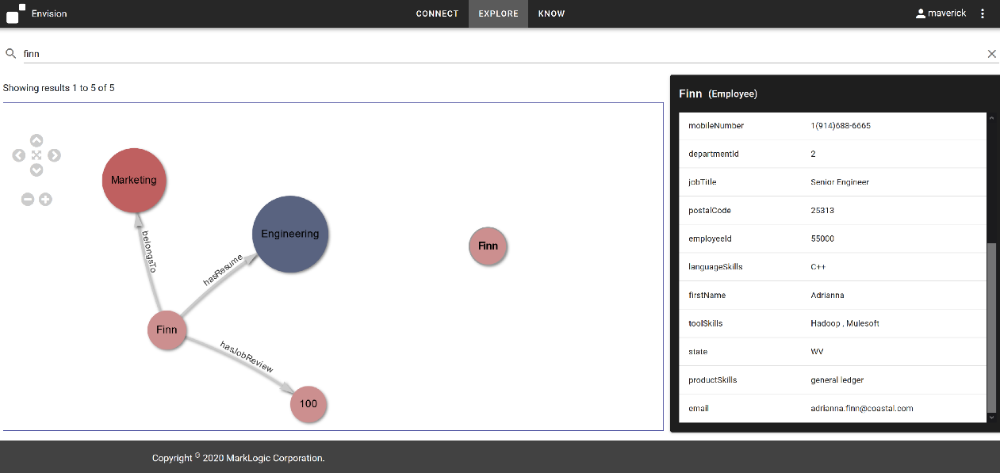 Envision CONNECT EXPLORE KNOW maverick
finn
Showing results 1 to 5 of 5
Marketing
Engineering
Finn
belongsTo
hasResume
Finn
hasJobReview
100
Finn (Employee)
mobileNumber 1(914)688-6665
departmentId 2
jobTitle Senior Engineer
postalCode 25313
employeeId 55000
languageSkills C++
firstName Adrianna
toolSkills Hadoop , Mulesoft
state WV
productSkills general ledger
email adrianna.finn@coastal.com
Copyright © 2020 MarkLogic Corporation.